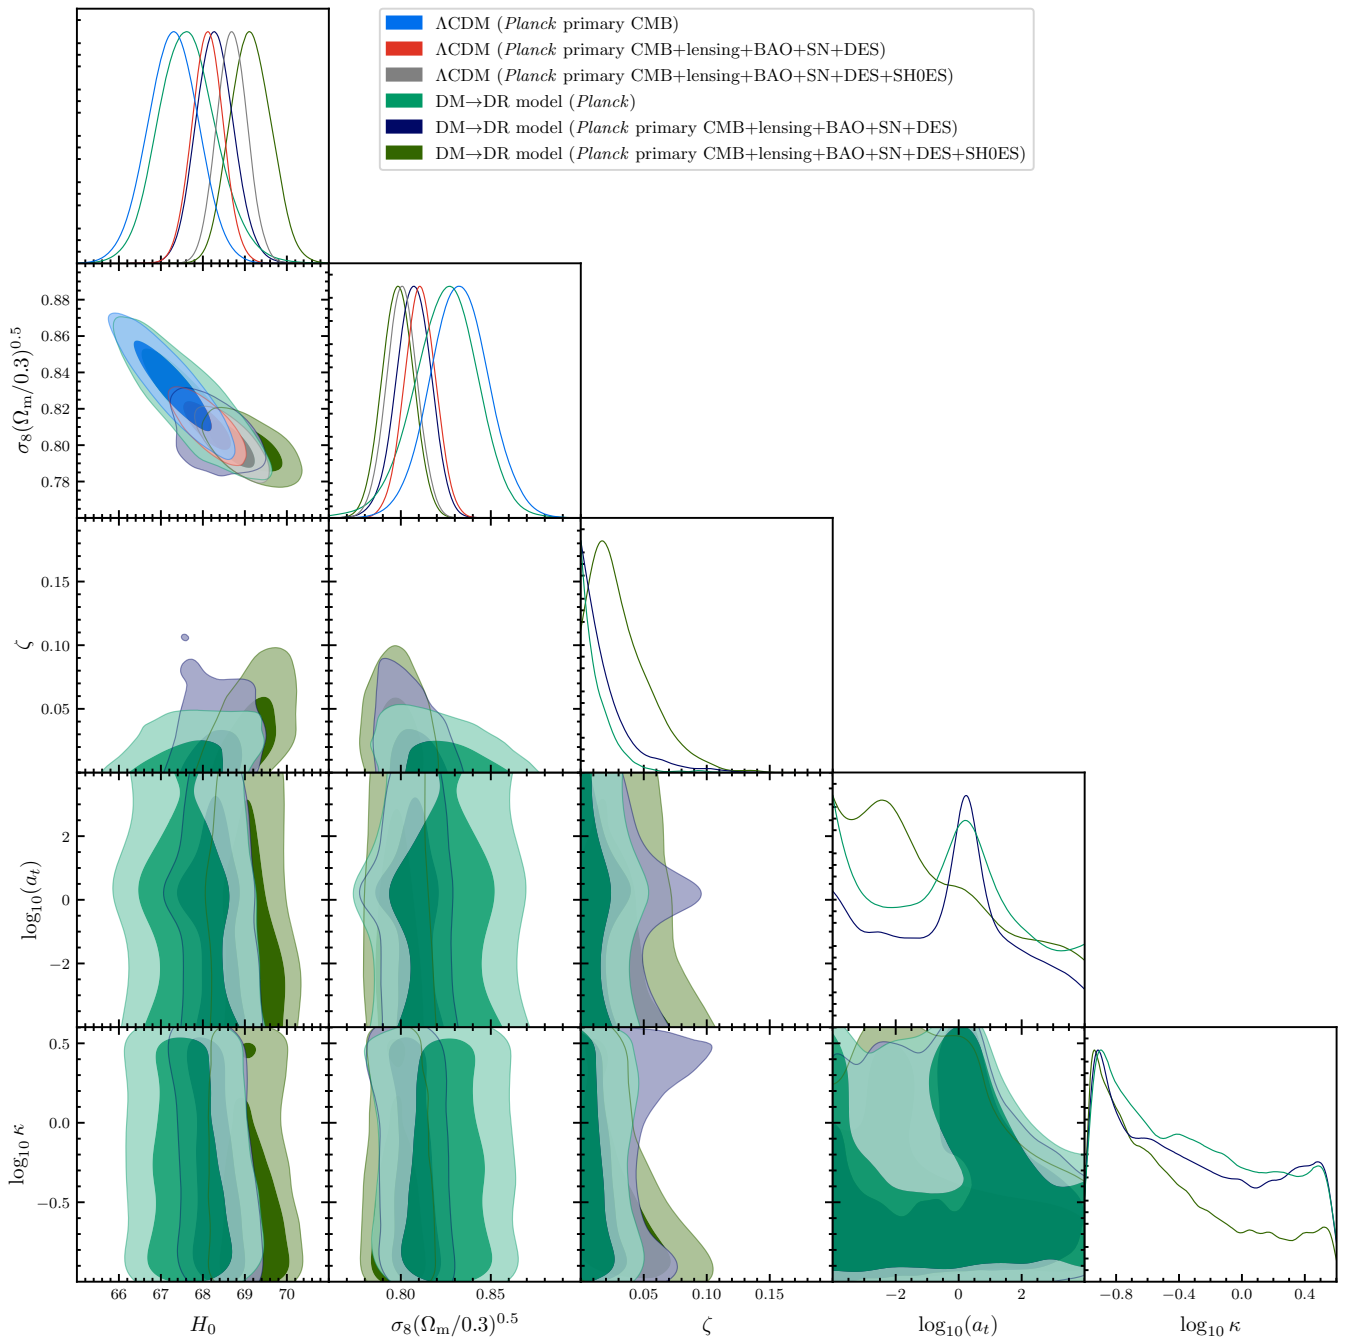 ΛCDM (Planck primary CMB)
ΛCDM (Planck primary CMB+lensing+BAO+SN+DES)
ΛCDM (Planck primary CMB+lensing+BAO+SN+DES+SH0ES)
DM→DR model (Planck)
DM→DR model (Planck primary CMB+lensing+BAO+SN+DES)
DM→DR model (Planck primary CMB+lensing+BAO+SN+DES+SH0ES)
σ₈(Ωₘ/0.3)⁰·⁵
0.88
0.86
0.84
0.82
0.80
0.78
ζ
0.15
0.10
0.05
log₁₀(aₜ)
2
0
−2
log₁₀ κ
0.5
0.0
−0.5
66 67 68 69 70
0.80 0.85
0.05 0.10 0.15
−2 0 2
−0.8 −0.4 0.0 0.4
H₀
σ₈(Ωₘ/0.3)⁰·⁵
ζ
log₁₀(aₜ)
log₁₀ κ